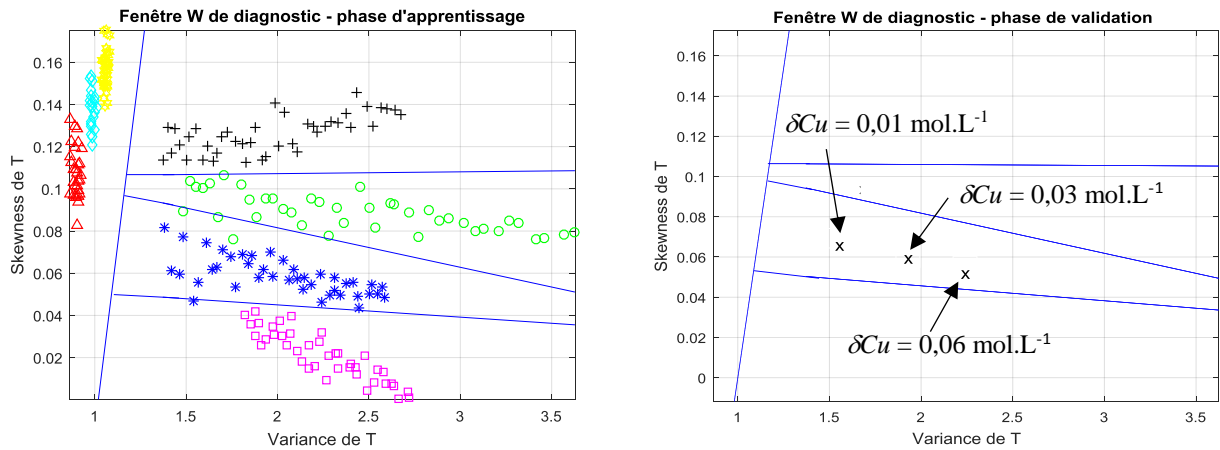 Fenêtre W de diagnostic - phase d'apprentissage
0.16
0.14
0.12
0.1
0.08
0.06
0.04
0.02
Skewness de T
1
1.5
2
2.5
3
3.5
Variance de T
Fenêtre W de diagnostic - phase de validation
0.16
0.14
0.12
0.1
0.08
0.06
0.04
0.02
0
Skewness de T
δCu = 0,01 mol.L-1
δCu = 0,03 mol.L-1
x
x
x
δCu = 0,06 mol.L-1
1
1.5
2
2.5
3
3.5
Variance de T